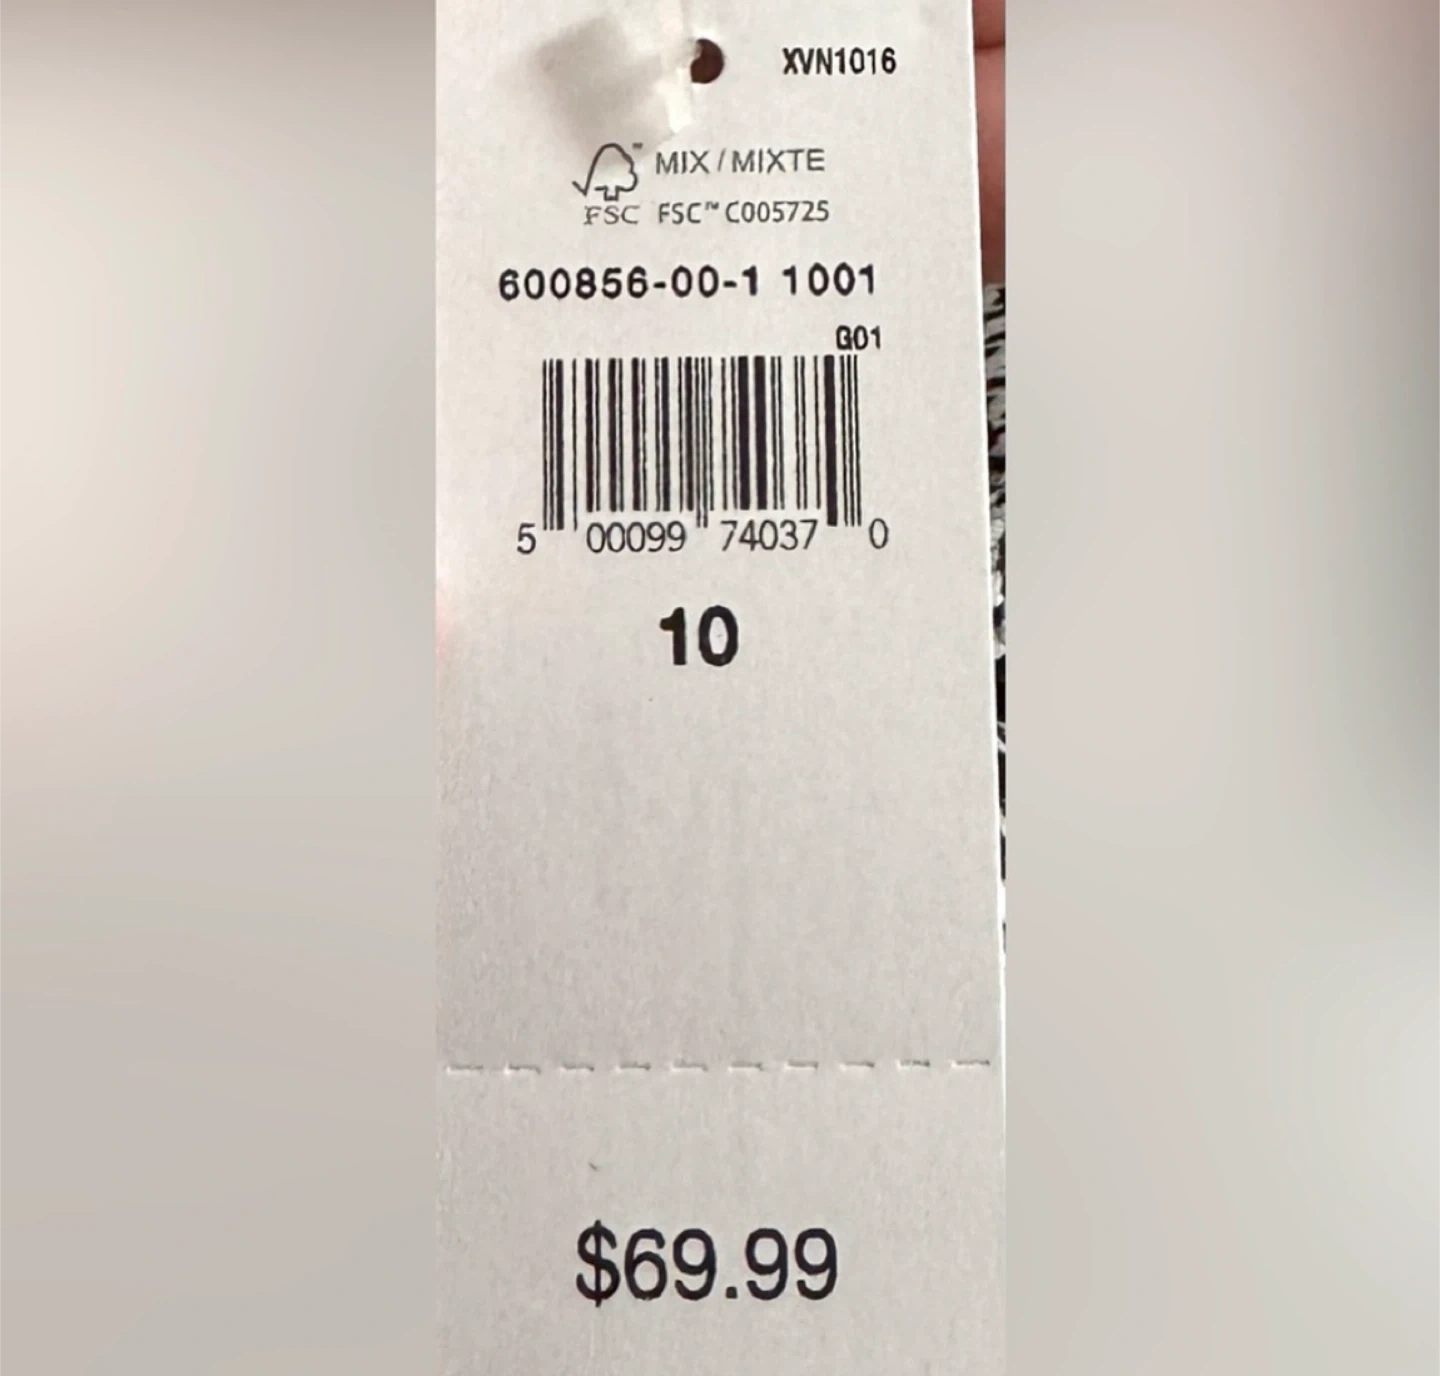 XVN1016
MIX / MIXTE
FSC FSC™ C005725
600856-00-1 1001
G01
5 00099 74037 0
10
$69.99